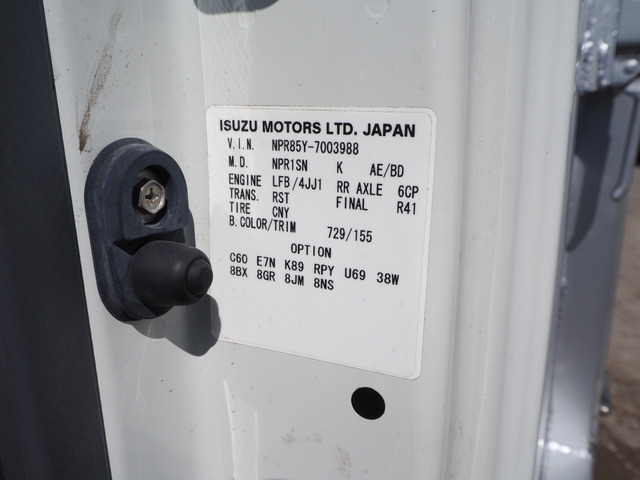 ISUZU MOTORS LTD. JAPAN
V.I.N. NPR85Y-7003988
M.D. NPR1SN K AE/BD
ENGINE LFB/4JJ1 RR AXLE 6CP
TRANS. RST FINAL R41
TIRE CNY
B.COLOR/TRIM 729/155
OPTION
C60 E7N K89 RPY U69 38W
8BX 8GR 8JM 8NS